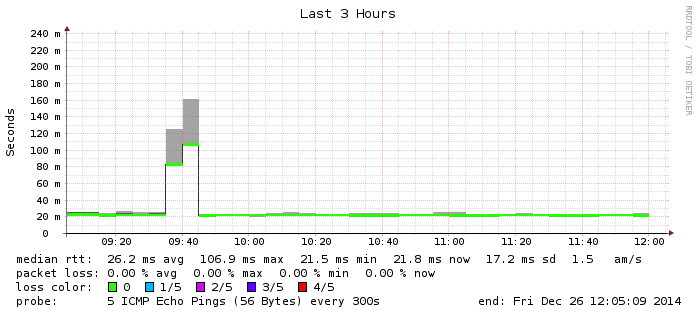 Last 3 Hours
RRDTOOL / TOBI OETIKER
Seconds
240 m
220 m
200 m
180 m
160 m
140 m
120 m
100 m
80 m
60 m
40 m
20 m
0
09:20 09:40 10:00 10:20 10:40 11:00 11:20 11:40 12:00
median rtt: 26.2 ms avg 106.9 ms max 21.5 ms min 21.8 ms now 17.2 ms sd 1.5 am/s
packet loss: 0.00 % avg 0.00 % max 0.00 % min 0.00 % now
loss color: 0 1/5 2/5 3/5 4/5
probe: 5 ICMP Echo Pings (56 Bytes) every 300s end: Fri Dec 26 12:05:09 2014